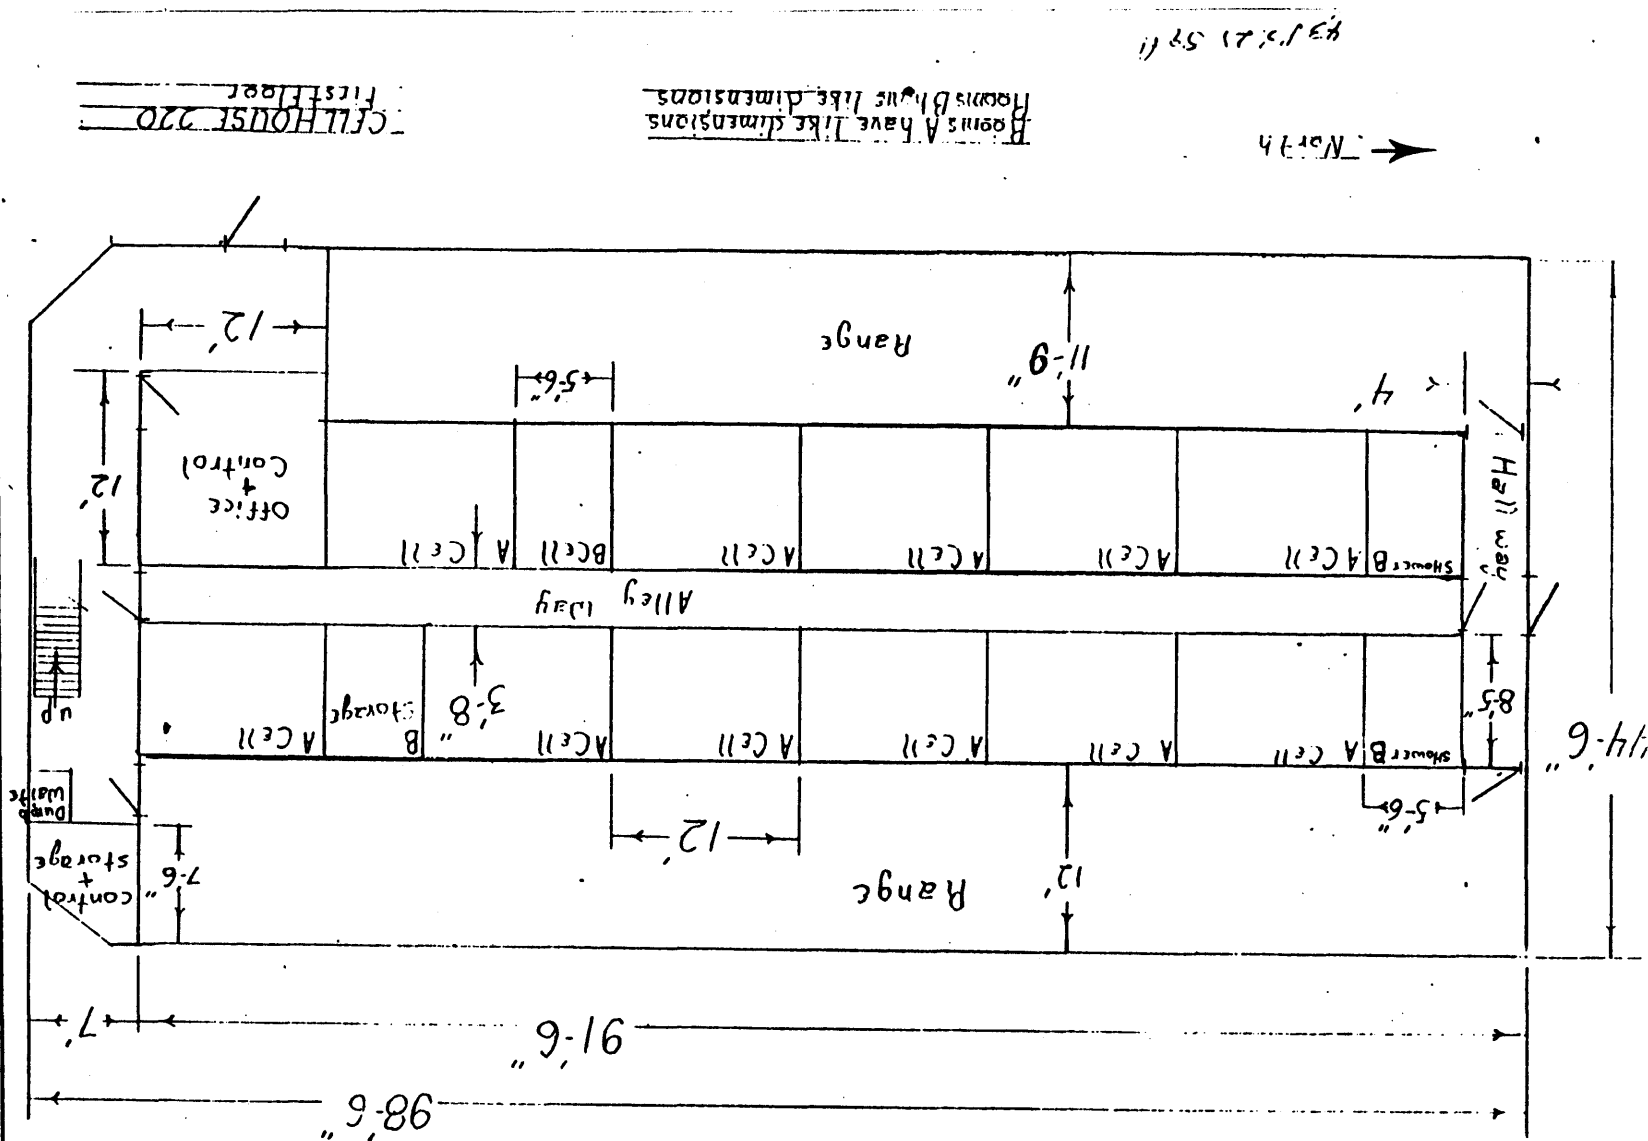 98'-6"
91'-6"
7'
Range
12'
7'-6"
control
+
storage
12'
5'-6"
Dumb
Waite
Shower B
A Cell
A Cell
A Cell
A Cell
A Cell
B
Storage
A Cell
up
44'-6"
8'-5"
3'-8"
Alley Way
Hall way
Shower B
A Cell
A Cell
A Cell
A Cell
B Cell
A Cell
Office
+
Control
12'
4'
11'-9"
5'-6"
Range
12'
North
Rooms A have like dimensions
Rooms B have like dimensions
CELLHOUSE 220
First Floor